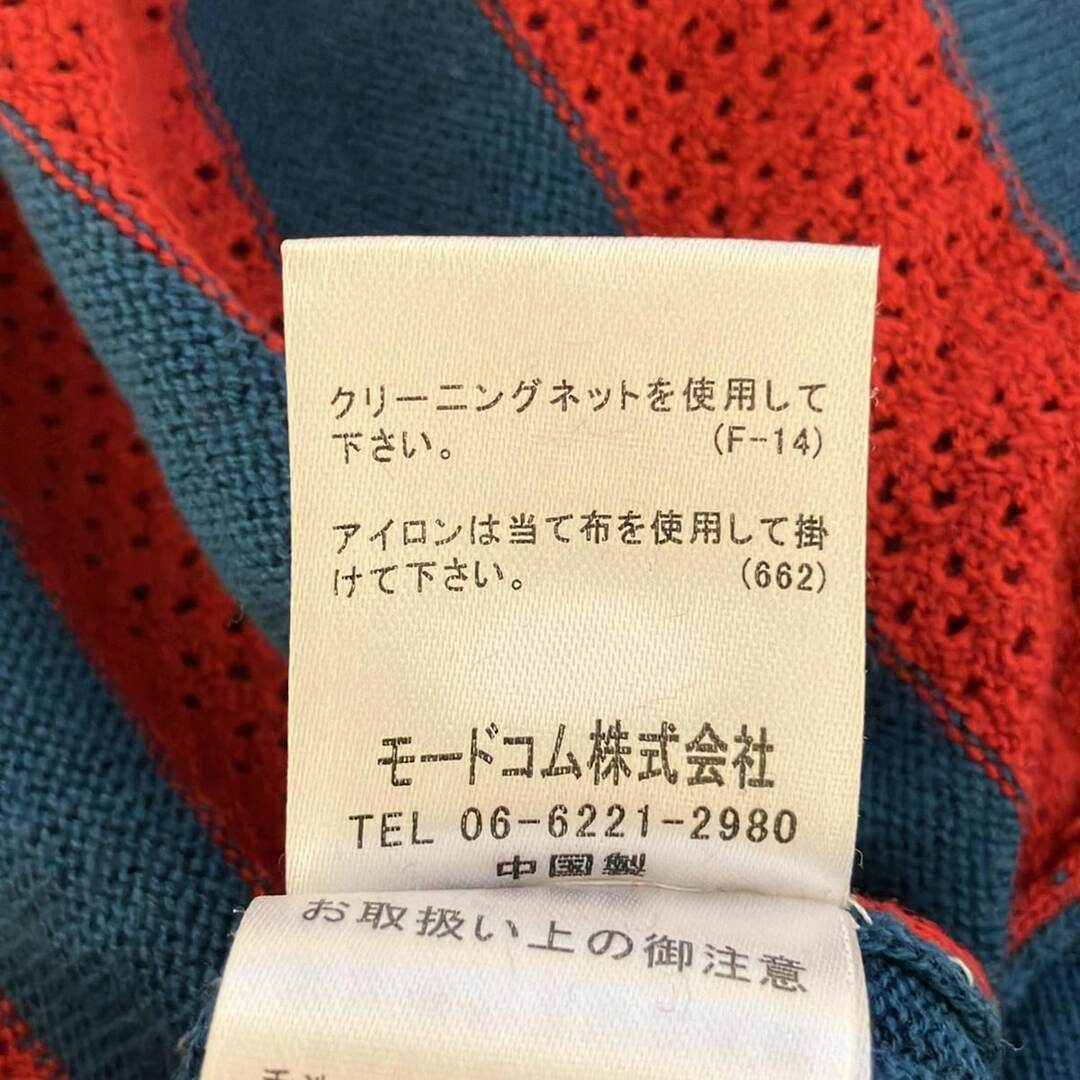 クリーニングネットを使用して
下さい。 (F-14)
アイロンは当て布を使用して掛
けて下さい。 (662)
モードコム株式会社
TEL 06-6221-2980
中国製
お取扱い上の御注意